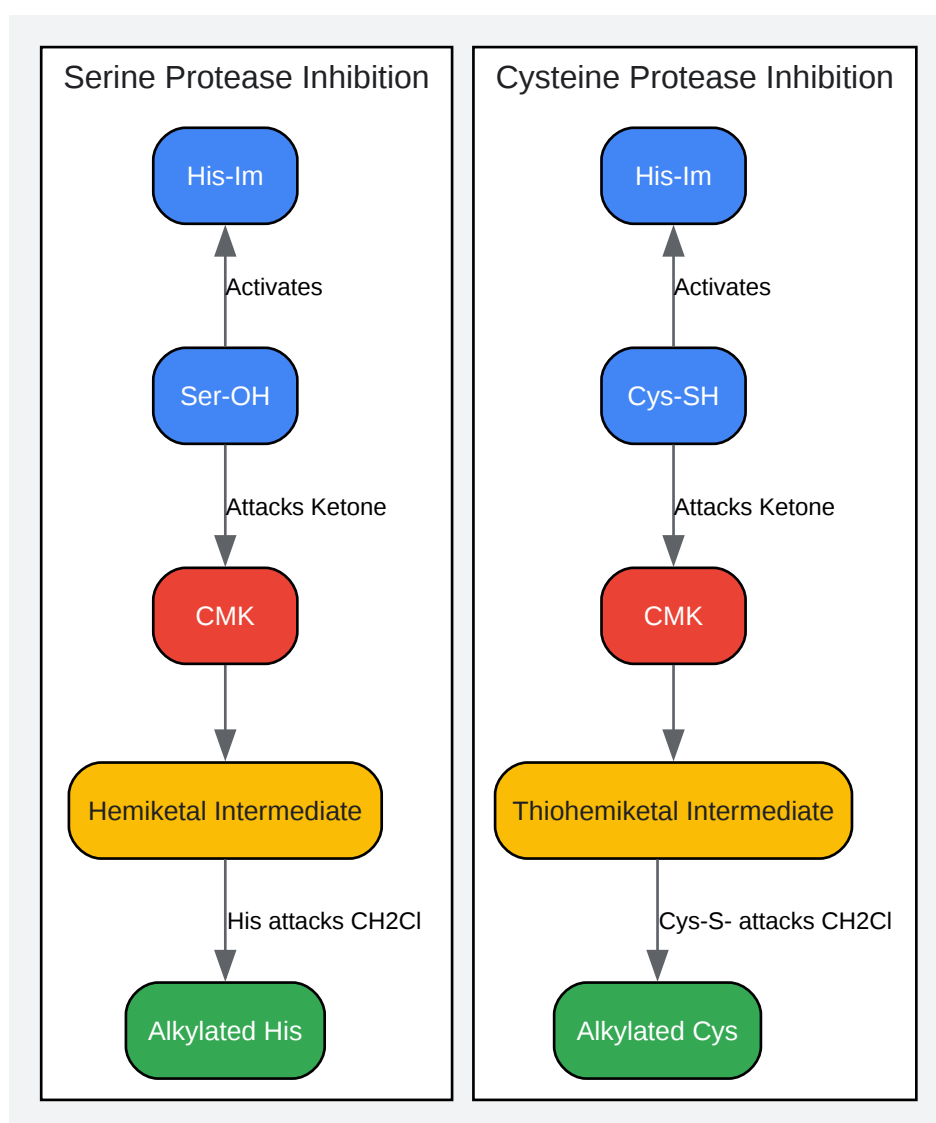 Serine Protease Inhibition
His-Im
Activates
Ser-OH
Attacks Ketone
CMK
Hemiketal Intermediate
His attacks CH2Cl
Alkylated His
Cysteine Protease Inhibition
His-Im
Activates
Cys-SH
Attacks Ketone
CMK
Thiohemiketal Intermediate
Cys-S- attacks CH2Cl
Alkylated Cys